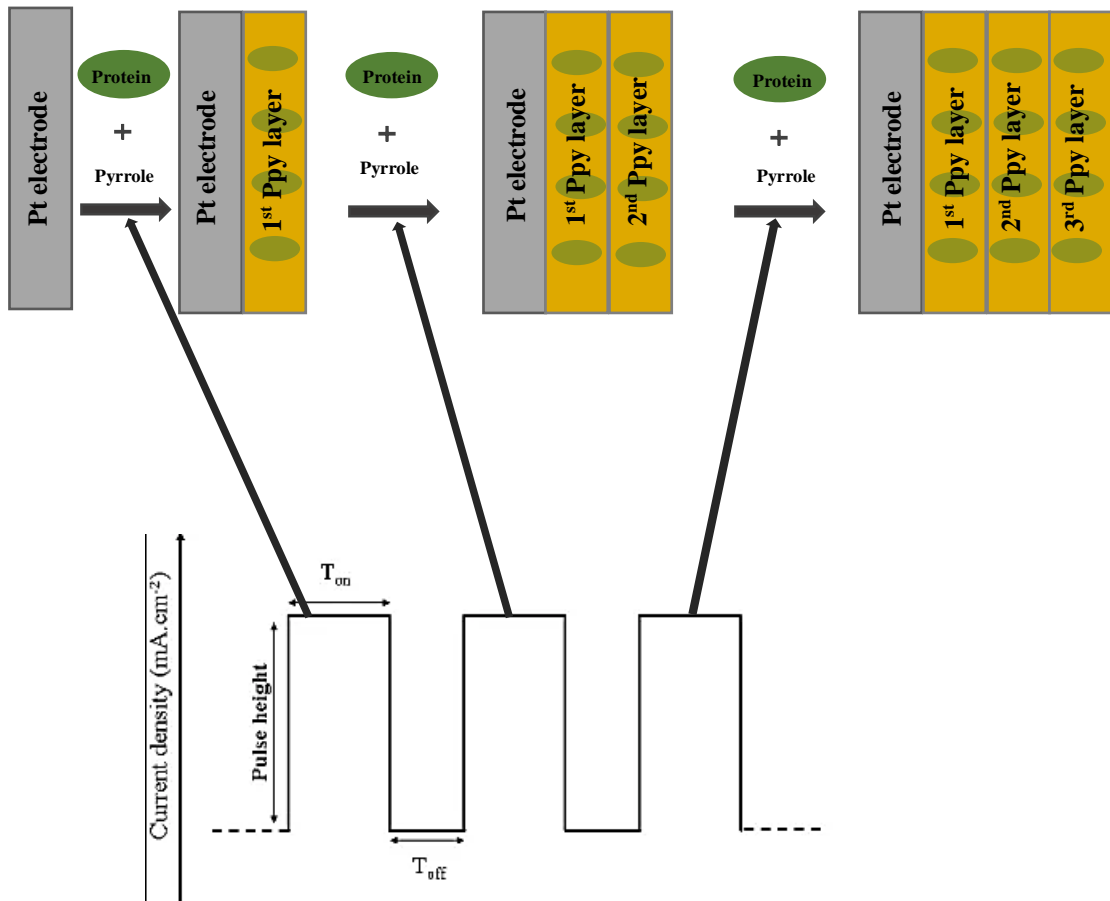 Pt electrode
Protein
+
Pyrrole
Pt electrode
1st Ppy layer
Protein
+
Pyrrole
Pt electrode
1st Ppy layer
2nd Ppy layer
Protein
+
Pyrrole
Pt electrode
1st Ppy layer
2nd Ppy layer
3rd Ppy layer
Current density (mA.cm-2)
Ton
Pulse height
Toff